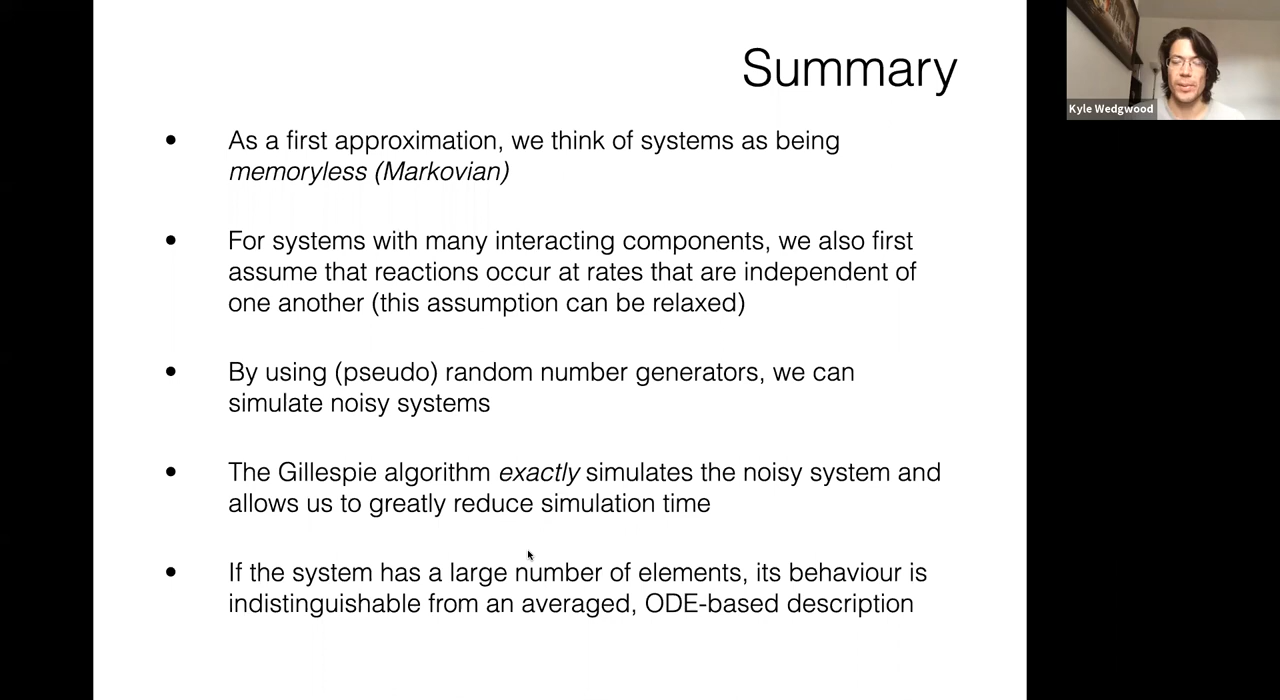 Summary
Kyle Wedgwood
• As a first approximation, we think of systems as being
memoryless (Markovian)
• For systems with many interacting components, we also first
assume that reactions occur at rates that are independent of
one another (this assumption can be relaxed)
• By using (pseudo) random number generators, we can
simulate noisy systems
• The Gillespie algorithm exactly simulates the noisy system and
allows us to greatly reduce simulation time
• If the system has a large number of elements, its behaviour is
indistinguishable from an averaged, ODE-based description